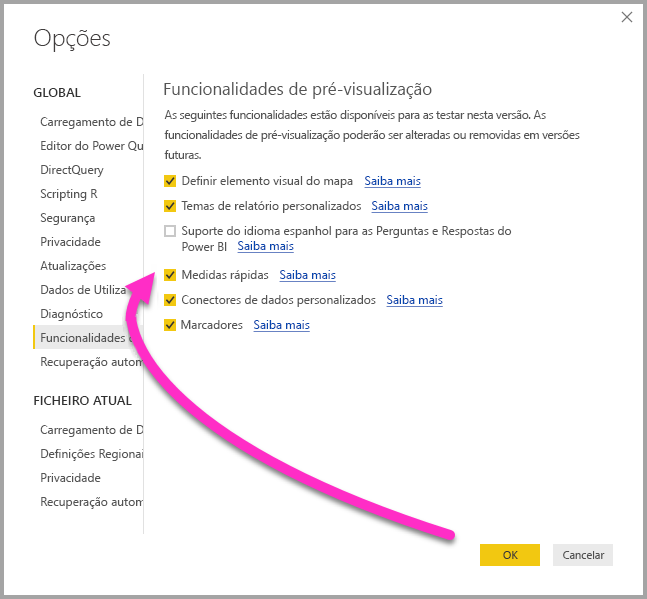 Opções
GLOBAL
Carregamento de D
Editor do Power Qu
DirectQuery
Scripting R
Segurança
Privacidade
Atualizações
Dados de Utiliza
Diagnóstico
Funcionalidades d
Recuperação autom
FICHEIRO ATUAL
Carregamento de D
Definições Regionai
Privacidade
Recuperação autom
Funcionalidades de pré-visualização
As seguintes funcionalidades estão disponíveis para as testar nesta versão. As
funcionalidades de pré-visualização poderão ser alteradas ou removidas em versões
futuras.
Definir elemento visual do mapa Saiba mais
Temas de relatório personalizados Saiba mais
Suporte do idioma espanhol para as Perguntas e Respostas do
Power BI Saiba mais
Medidas rápidas Saiba mais
Conectores de dados personalizados Saiba mais
Marcadores Saiba mais
OK Cancelar